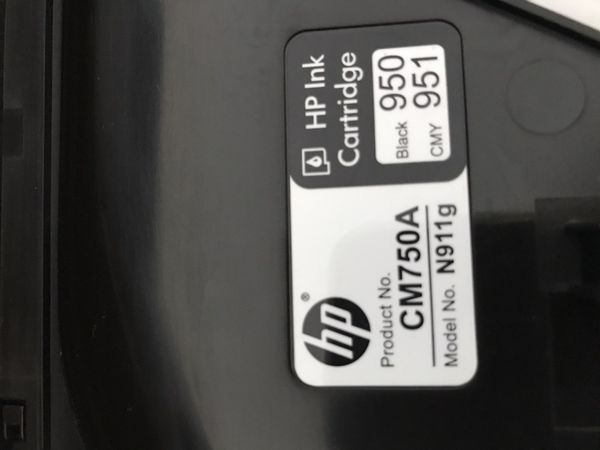 hp®
Product No.
CM750A
Model No. N911g
HP Ink
Cartridge
Black 950
CMY 951